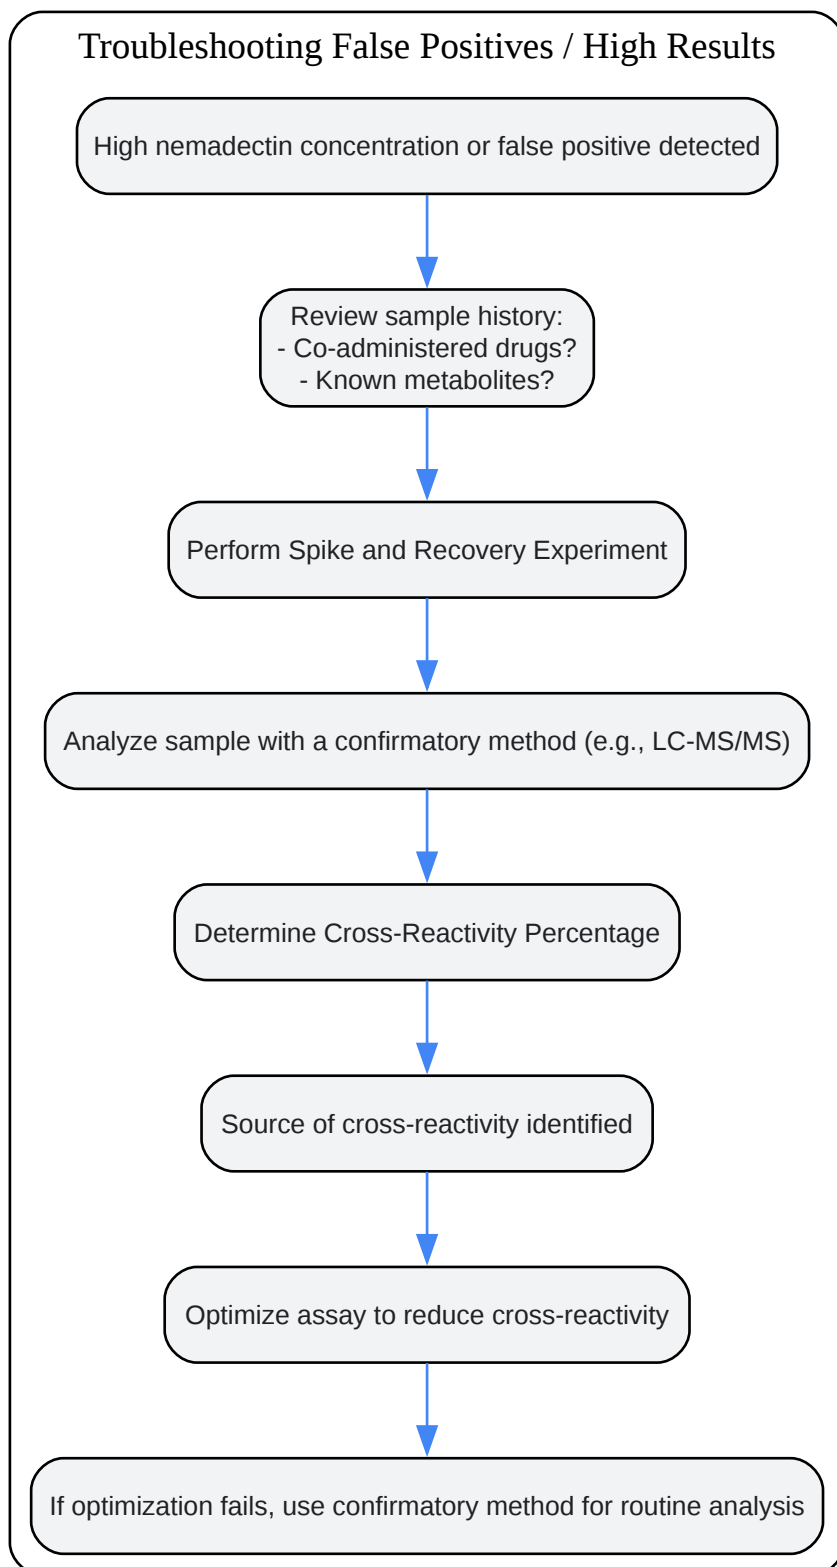 Troubleshooting False Positives / High Results
High nemadectin concentration or false positive detected
Review sample history:
- Co-administered drugs?
- Known metabolites?
Perform Spike and Recovery Experiment
Analyze sample with a confirmatory method (e.g., LC-MS/MS)
Determine Cross-Reactivity Percentage
Source of cross-reactivity identified
Optimize assay to reduce cross-reactivity
If optimization fails, use confirmatory method for routine analysis